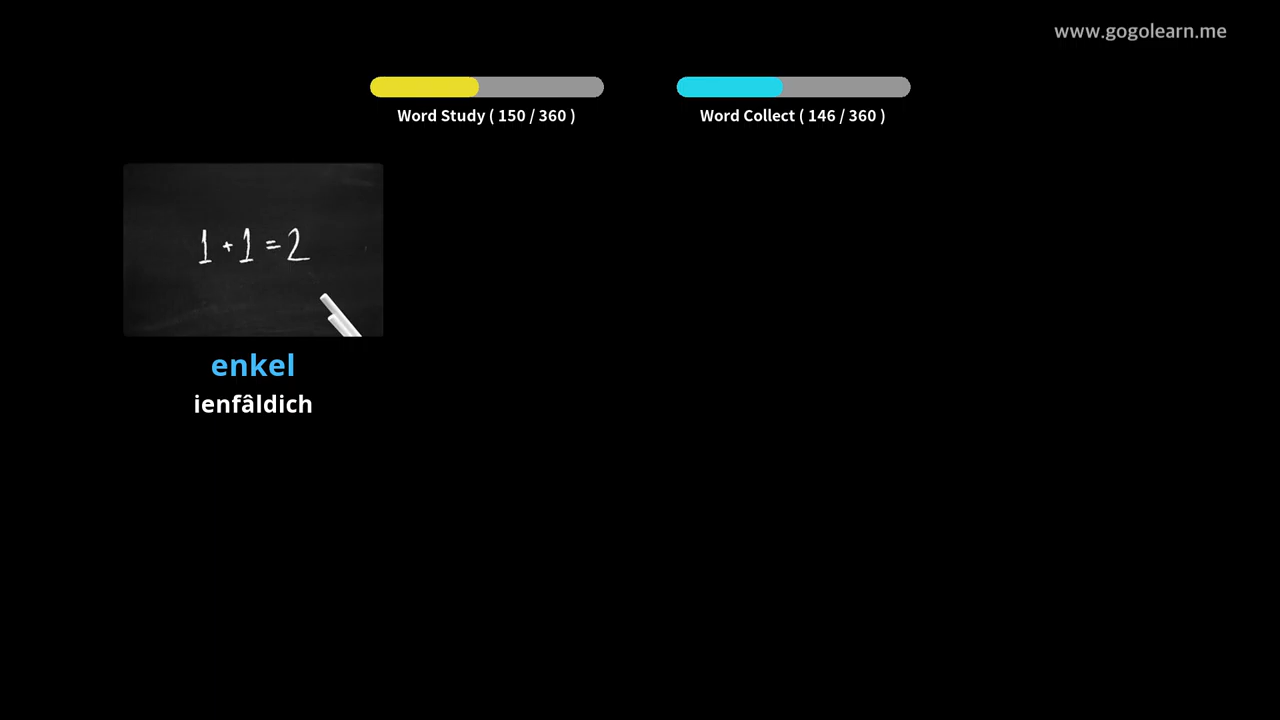 www.gogolearn.me
Word Study ( 150 / 360 )
Word Collect ( 146 / 360 )
1 + 1 = 2
enkel
ienfâldich